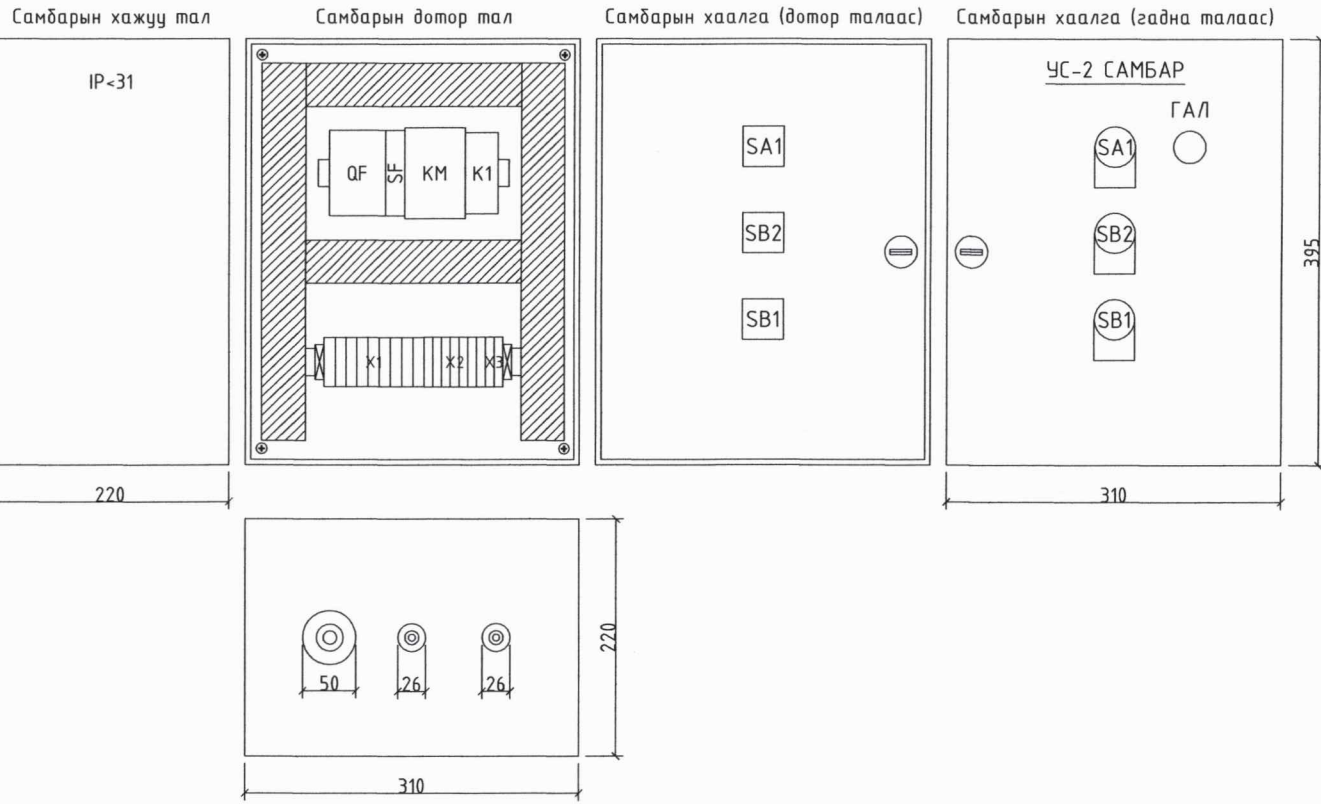 Самбарын хажуу тал
Самбарын дотор тал
Самбарын хаалга (дотор талаас)
Самбарын хаалга (гадна талаас)
IP<31
QF
SF
KM
K1
X1
X2
X3
220
SA1
SB2
SB1
УС-2 САМБАР
ГАЛ
SA1
SB2
SB1
395
310
50
26
26
220
310